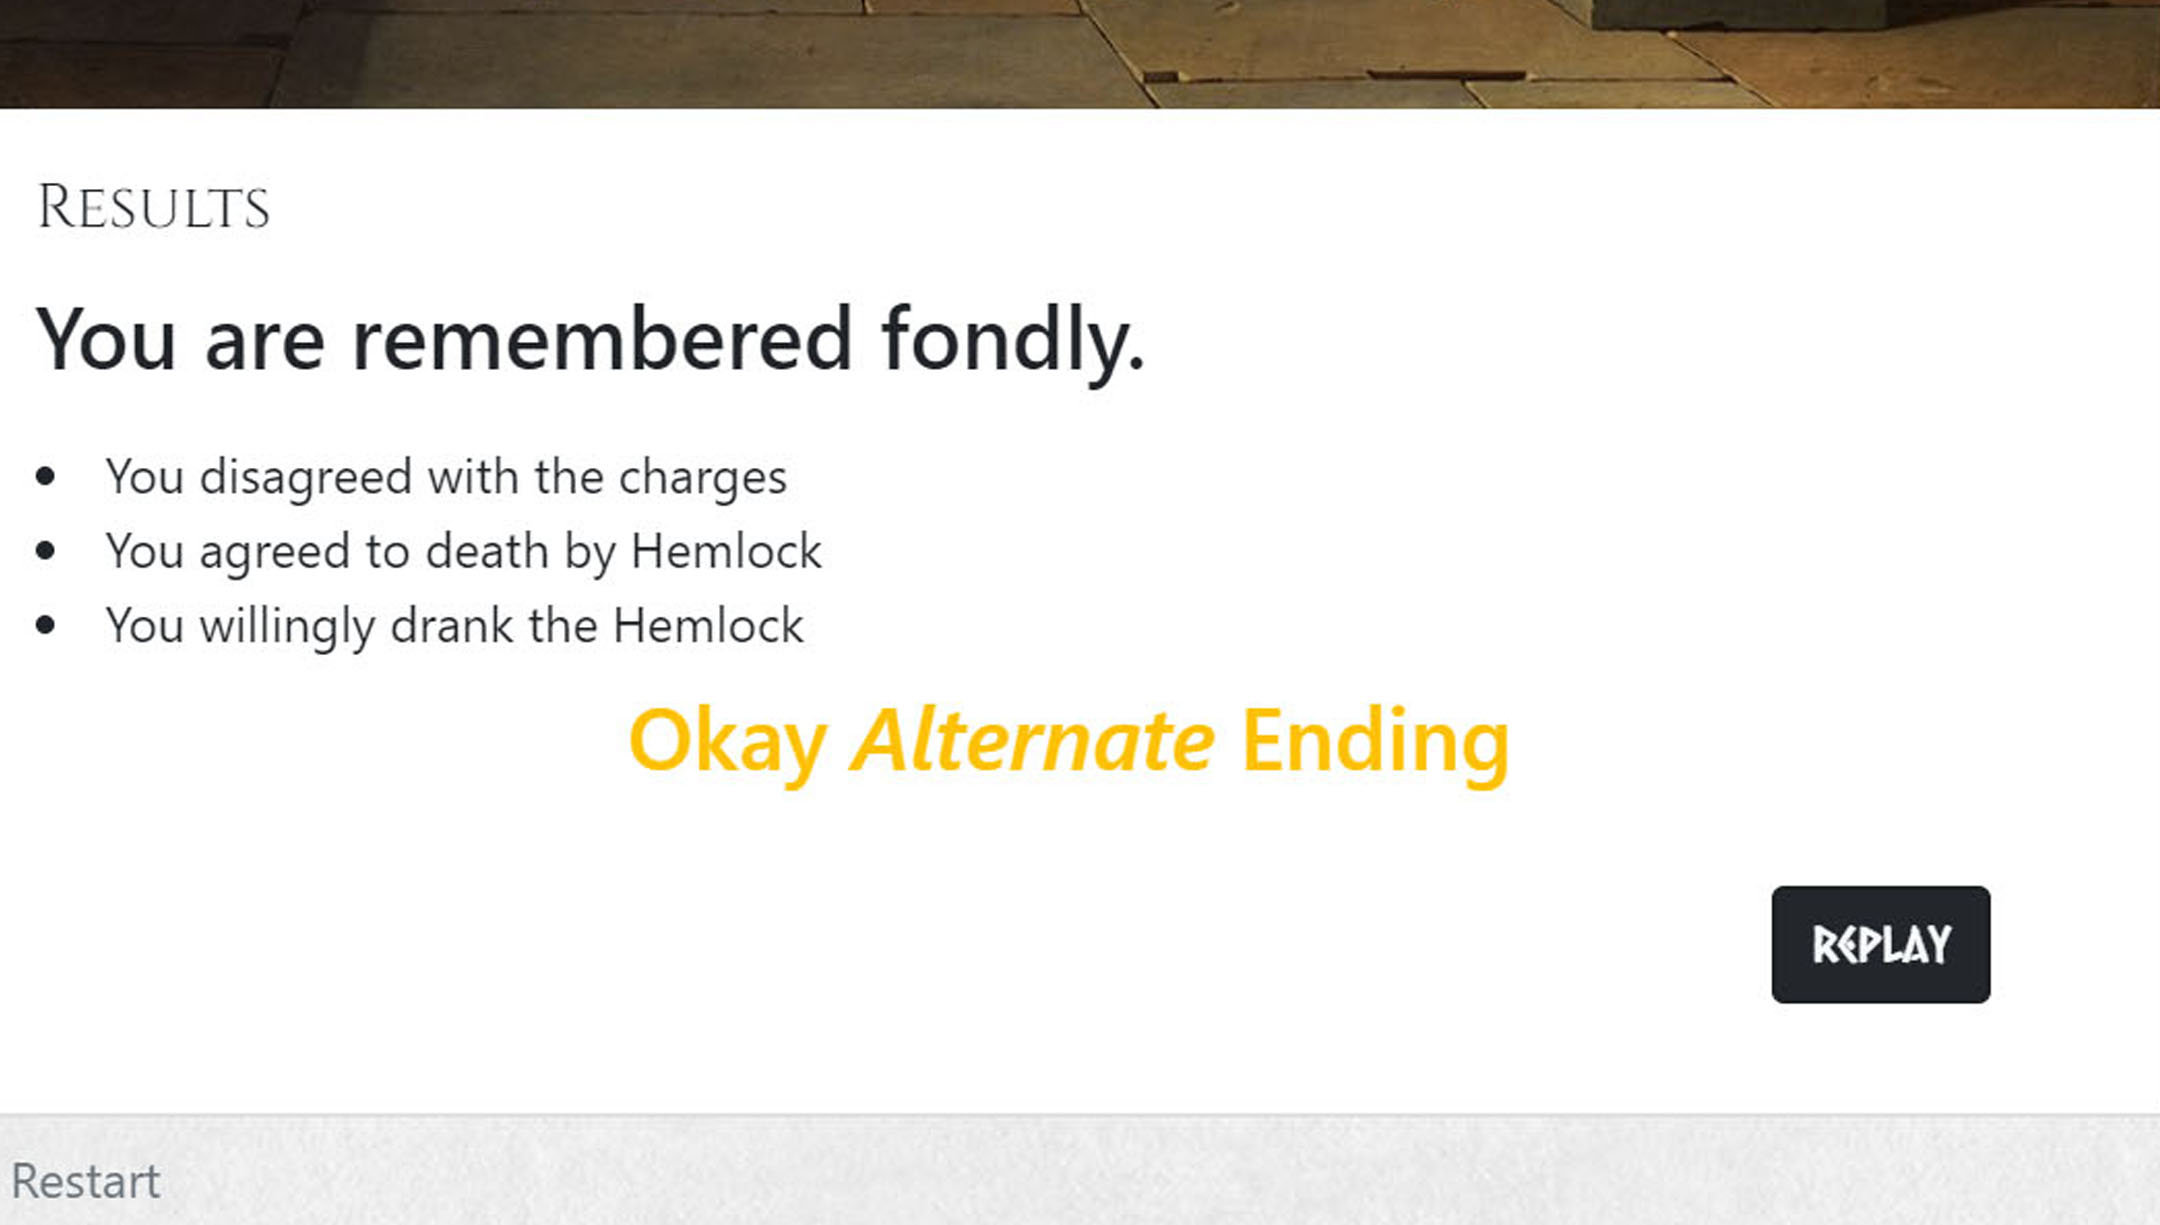 Results
You are remembered fondly.
• You disagreed with the charges
• You agreed to death by Hemlock
• You willingly drank the Hemlock
Okay Alternate Ending
REPLAY
Restart